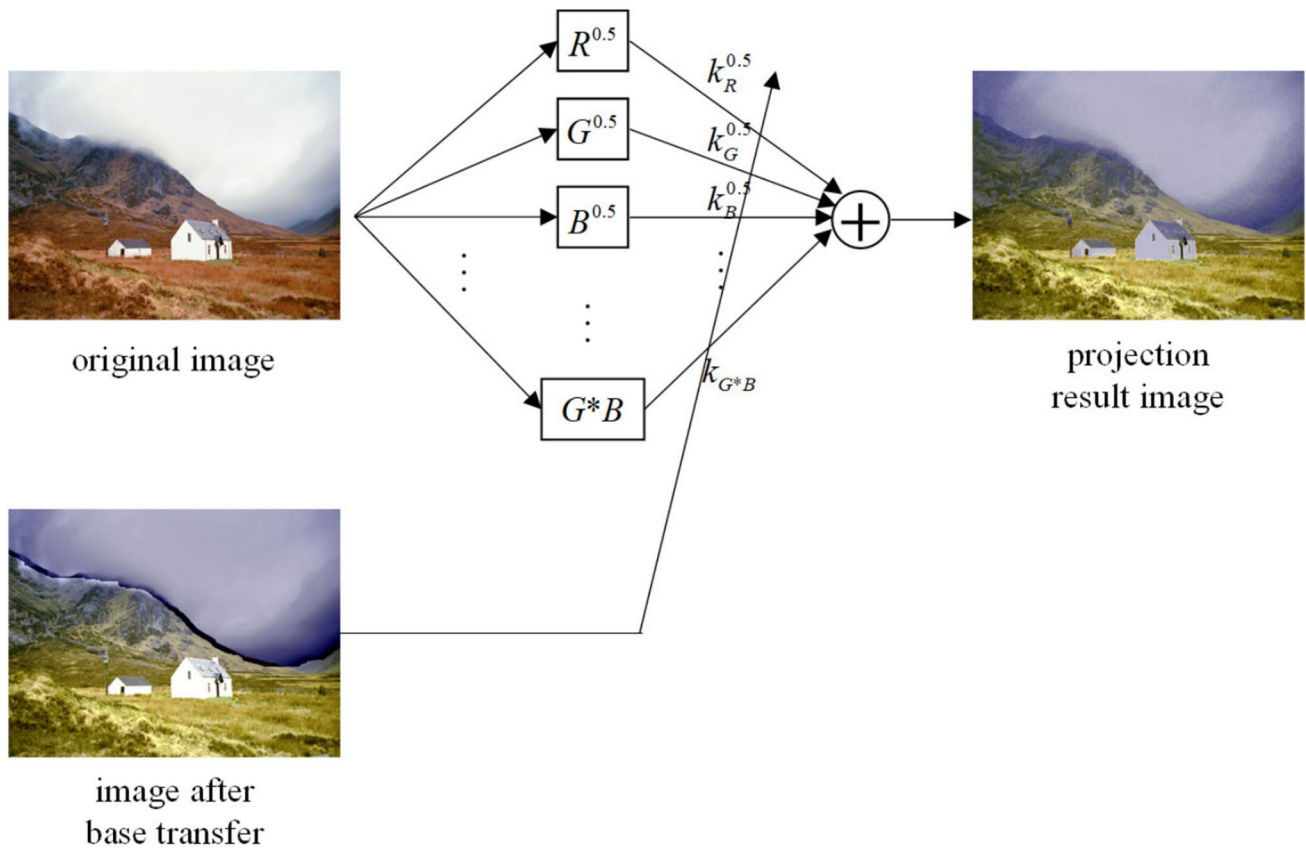 R^0.5
k_R^0.5
G^0.5
k_G^0.5
B^0.5
k_B^0.5
original image
G*B
k_G*B
projection
result image
image after
base transfer